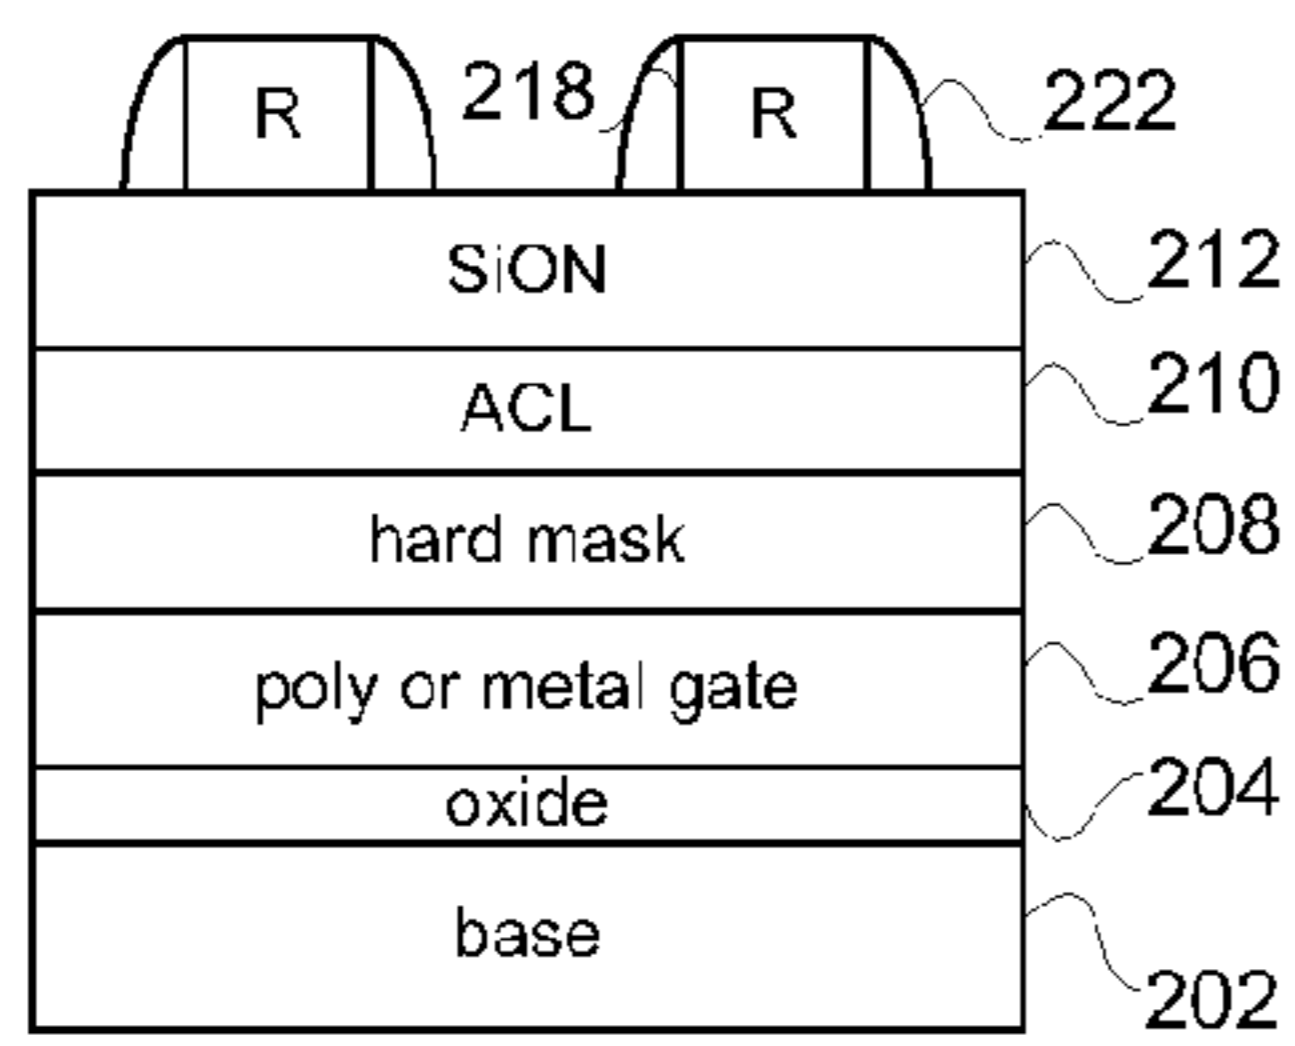 R 218 R 222
SiON 212
ACL 210
hard mask 208
poly or metal gate 206
oxide 204
base 202